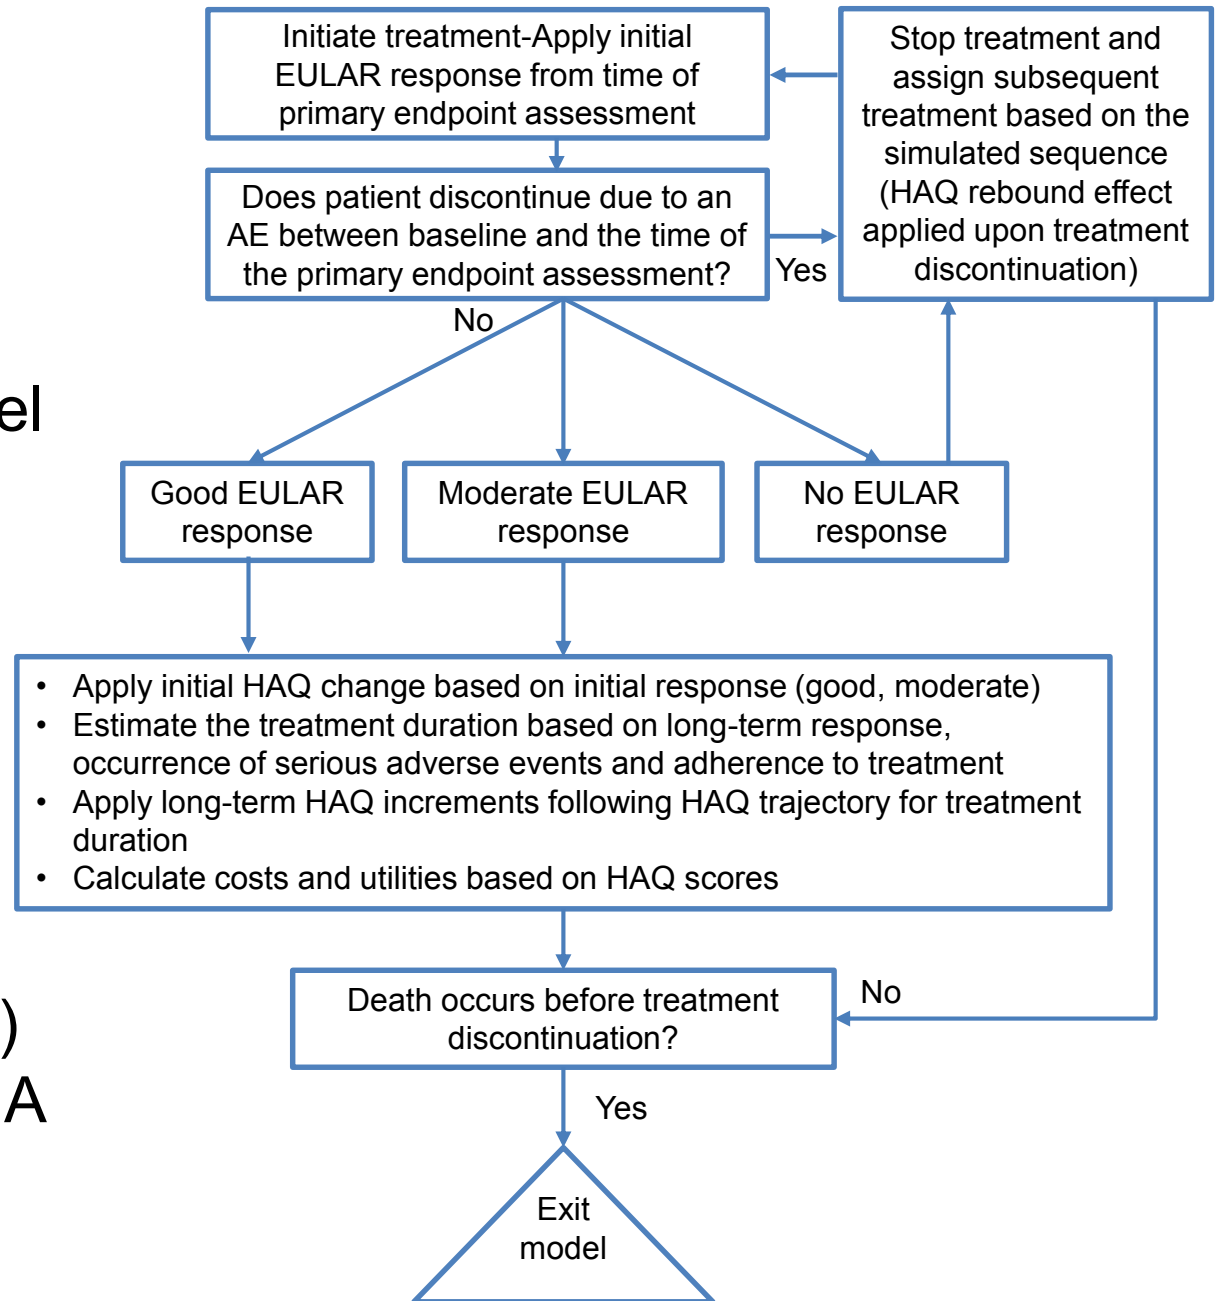 Initiate treatment-Apply initial
EULAR response from time of
primary endpoint assessment
Stop treatment and
assign subsequent
treatment based on the
simulated sequence
(HAQ rebound effect
applied upon treatment
discontinuation)
Does patient discontinue due to an
AE between baseline and the time of
the primary endpoint assessment?
Yes
No
el
Good EULAR
response
Moderate EULAR
response
No EULAR
response
• Apply initial HAQ change based on initial response (good, moderate)
• Estimate the treatment duration based on long-term response,
occurrence of serious adverse events and adherence to treatment
• Apply long-term HAQ increments following HAQ trajectory for treatment
duration
• Calculate costs and utilities based on HAQ scores
Death occurs before treatment
discontinuation?
No
)
A
Yes
Exit
model